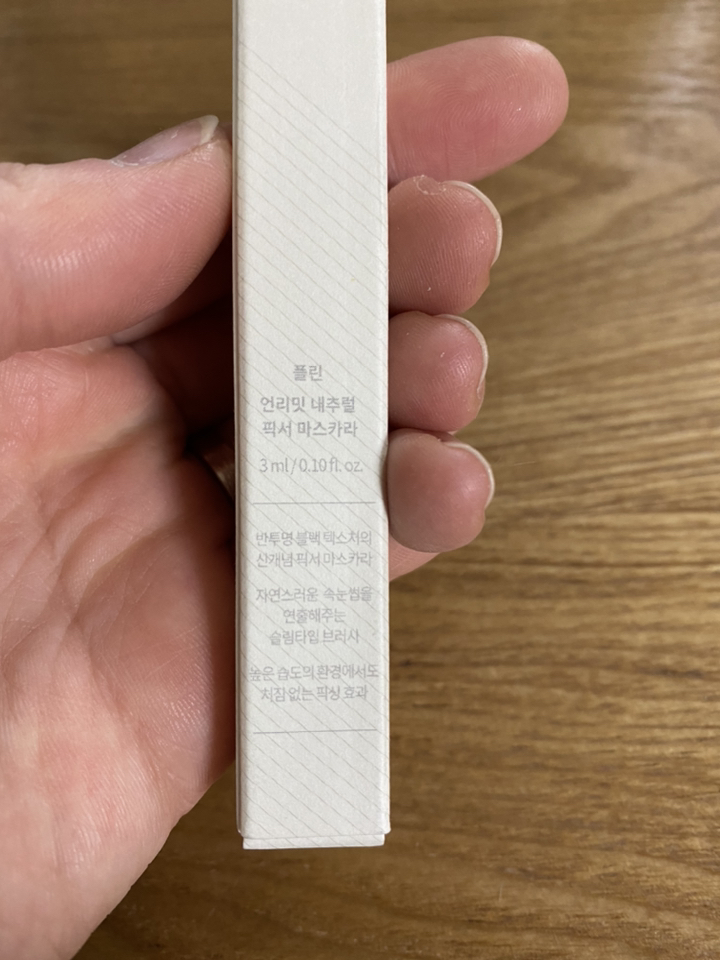 플린
언리밋 내추럴
픽서 마스카라
3 ml / 0.10 fl. oz.
반투명 블랙 텍스처의
신개념 픽서 마스카라
자연스러운 속눈썹을
연출해주는
슬림타입 브러시
높은 습도의 환경에서도
처짐 없는 픽싱 효과